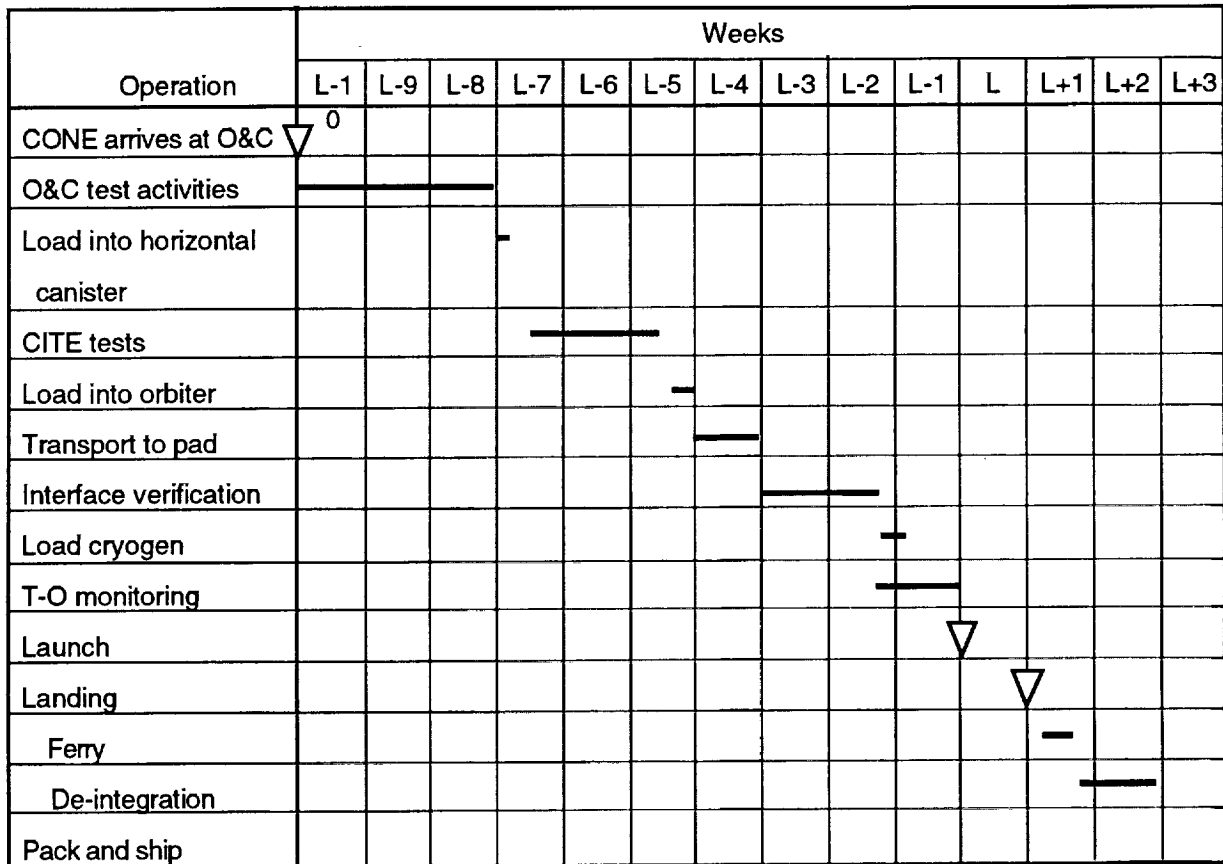 Weeks
Operation L-1 L-9 L-8 L-7 L-6 L-5 L-4 L-3 L-2 L-1 L L+1 L+2 L+3
0
CONE arrives at O&C
O&C test activities
Load into horizontal
canister
CITE tests
Load into orbiter
Transport to pad
Interface verification
Load cryogen
T-O monitoring
Launch
Landing
Ferry
De-integration
Pack and ship